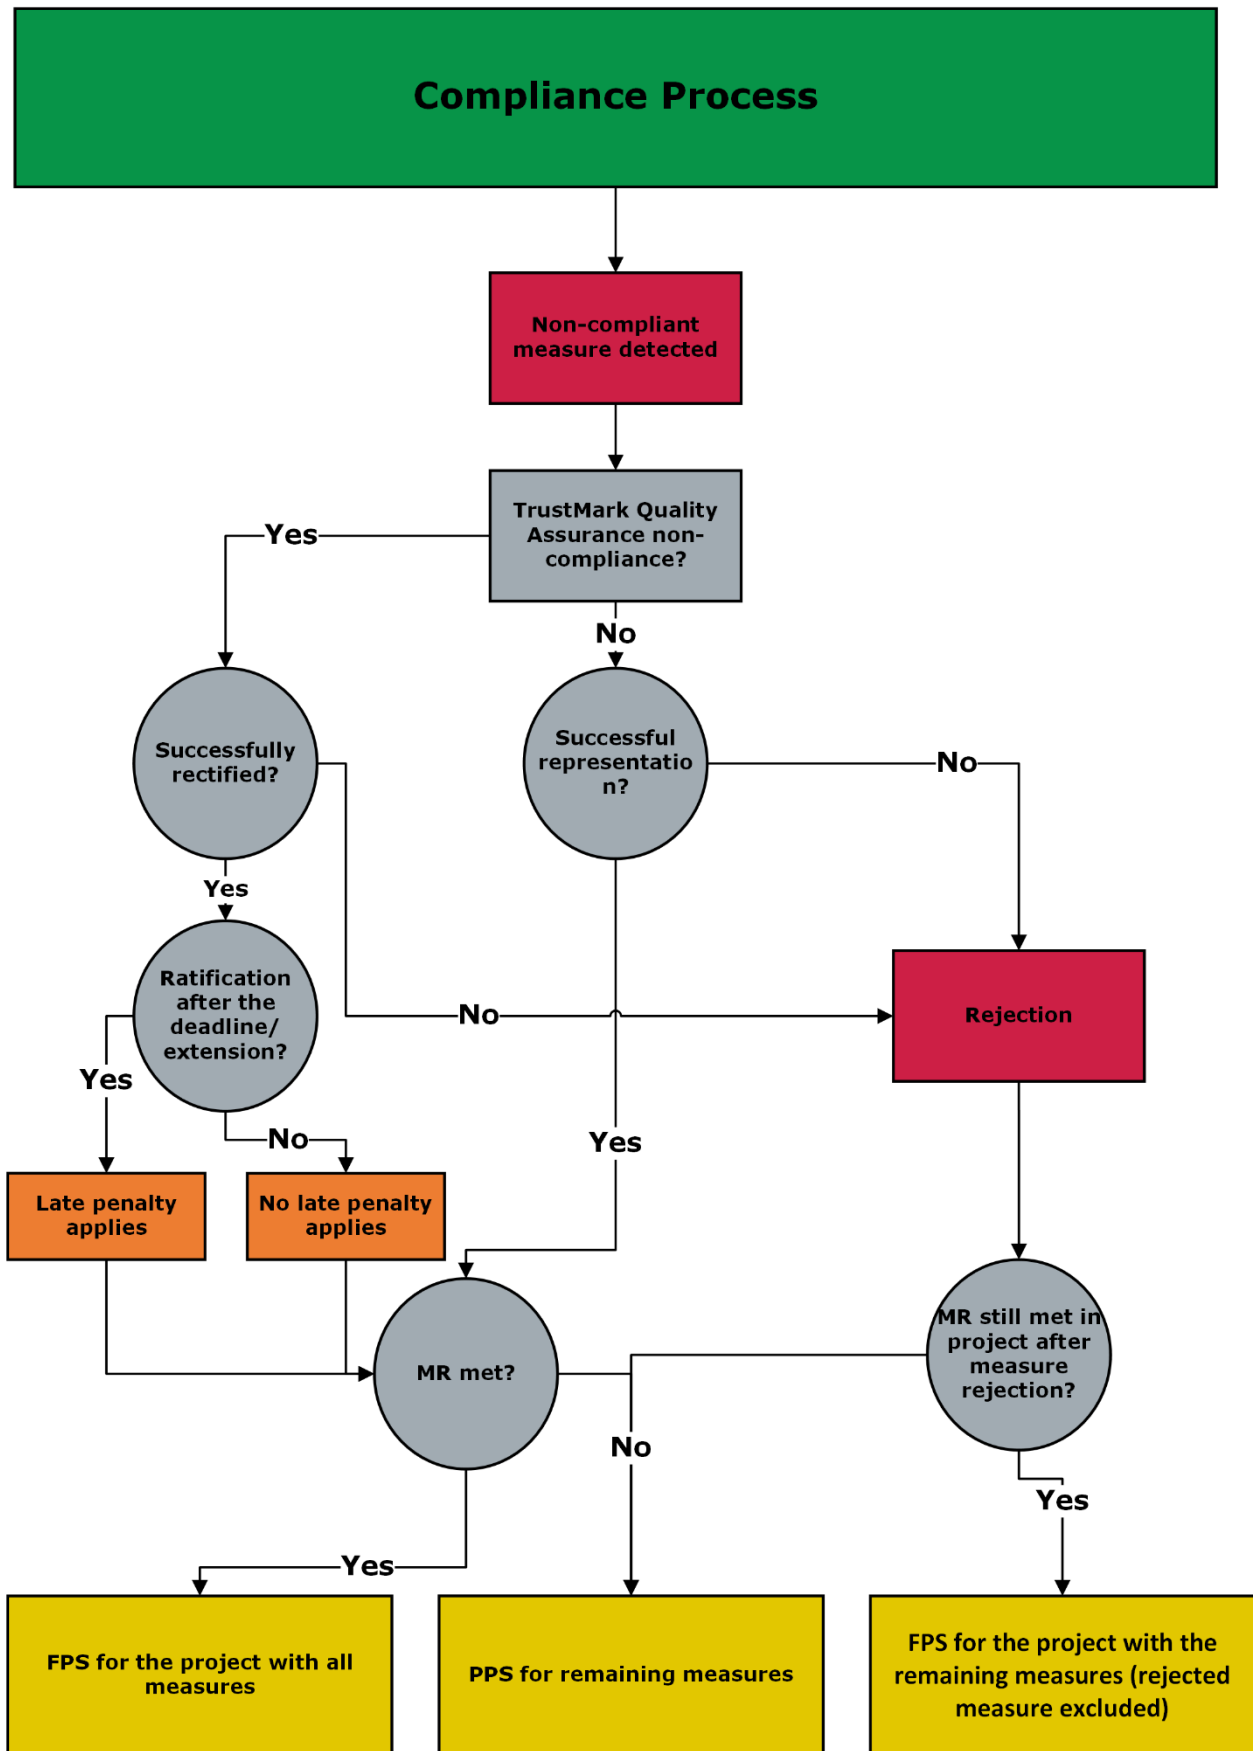 Compliance Process
Non-compliant
measure detected
TrustMark Quality
Assurance non-
compliance?
Yes
No
Successfully
rectified?
Successful
representatio
n?
No
Yes
Ratification
after the
deadline/
extension?
No
Rejection
Yes
No
Yes
Late penalty
applies
No late penalty
applies
MR met?
MR still met in
project after
measure
rejection?
No
Yes
Yes
FPS for the project with all
measures
PPS for remaining measures
FPS for the project with the
remaining measures (rejected
measure excluded)